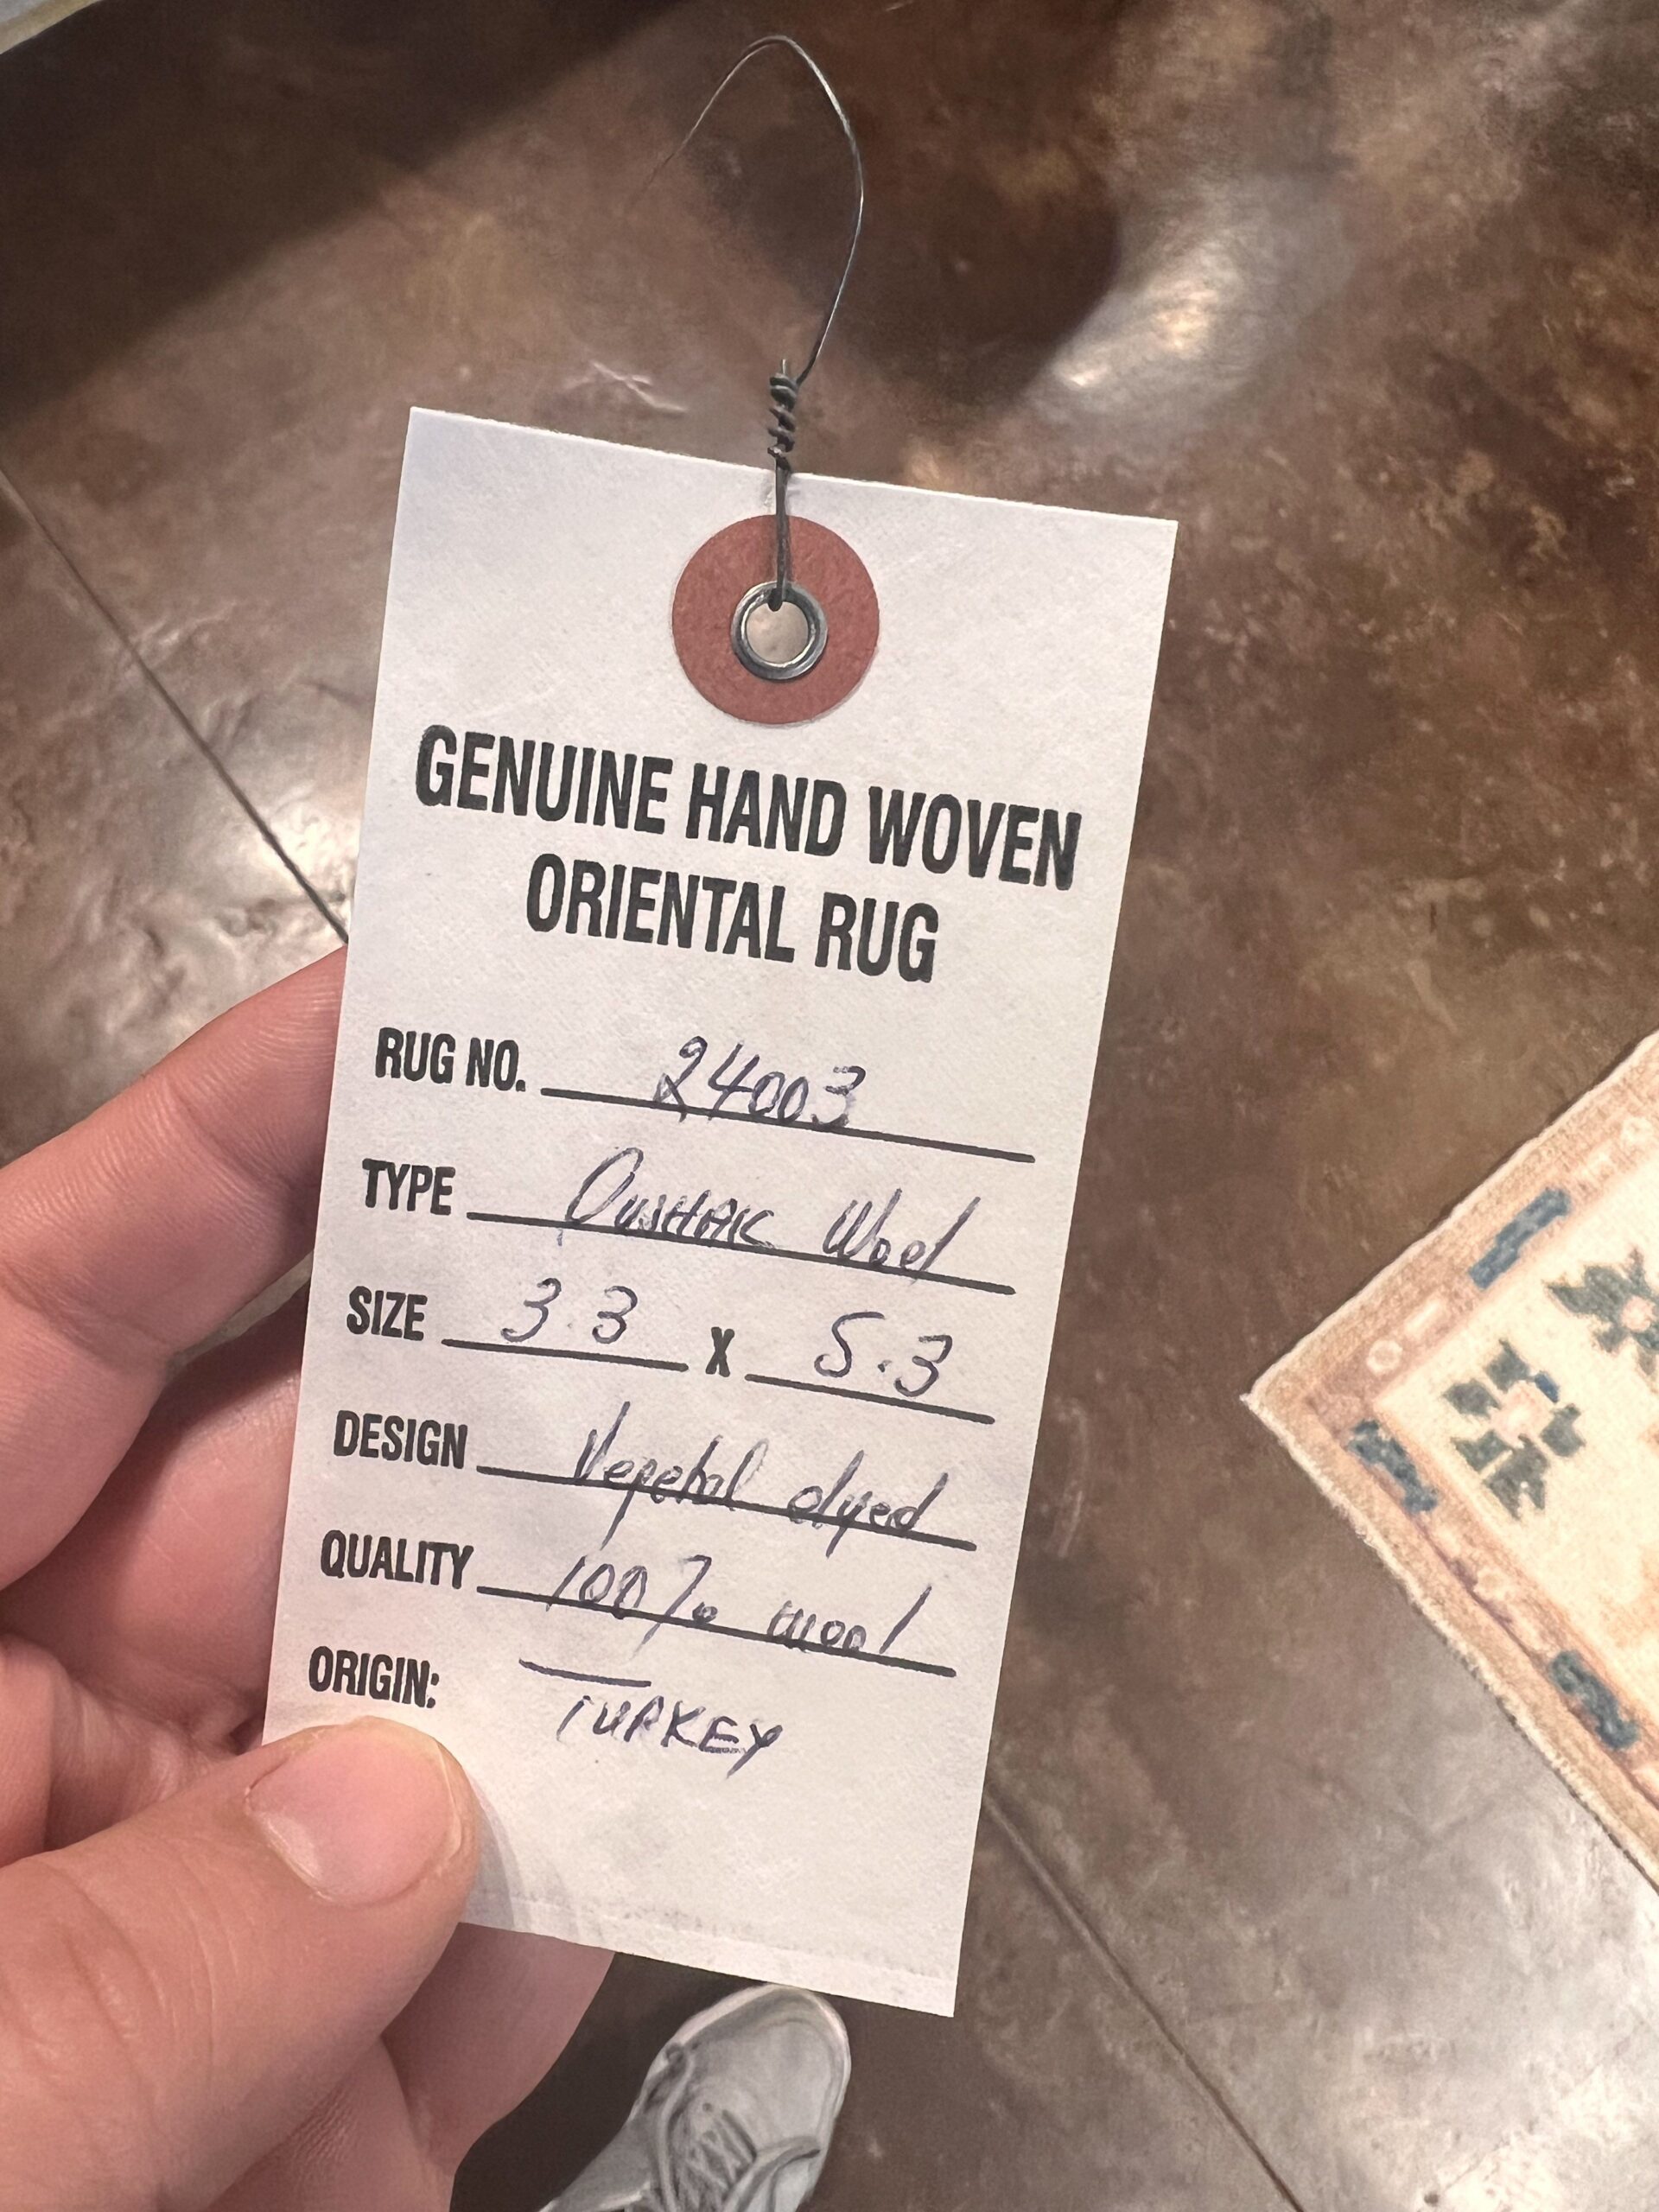 GENUINE HAND WOVEN
ORIENTAL RUG
RUG NO. 24003
TYPE Oushak Wool
SIZE 3.3 X 5.3
DESIGN Vegetal dyed
QUALITY 100% wool
ORIGIN: TURKEY